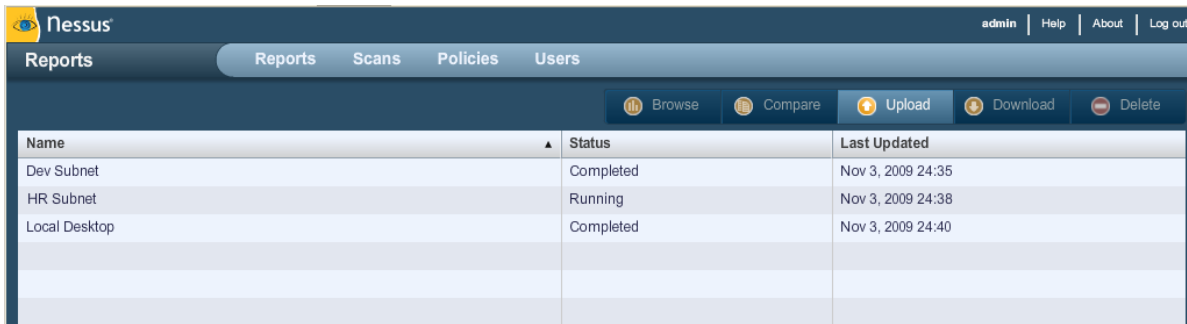 Nessus® admin Help About Log out
Reports Reports Scans Policies Users
Browse Compare Upload Download Delete
Name Status Last Updated
Dev Subnet Completed Nov 3, 2009 24:35
HR Subnet Running Nov 3, 2009 24:38
Local Desktop Completed Nov 3, 2009 24:40